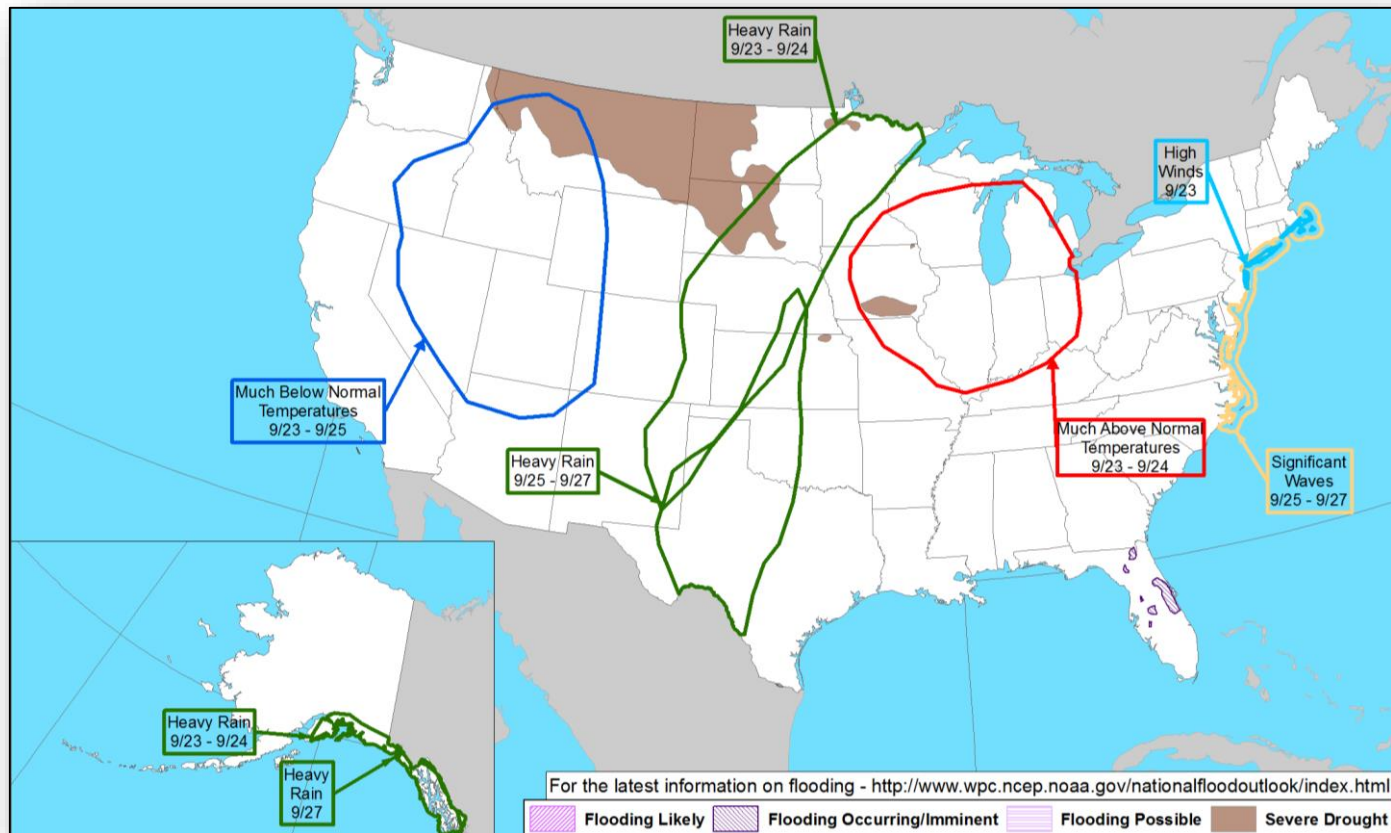 Heavy Rain
9/23 - 9/24
High
Winds
9/23
Much Below Normal
Temperatures
9/23 - 9/25
Heavy Rain
9/25 - 9/27
Much Above Normal
Temperatures
9/23 - 9/24
Significant
Waves
9/25 - 9/27
Heavy Rain
9/23 - 9/24
Heavy
Rain
9/27
For the latest information on flooding - http://www.wpc.ncep.noaa.gov/nationalfloodoutlook/index.html
Flooding Likely
Flooding Occurring/Imminent
Flooding Possible
Severe Drought